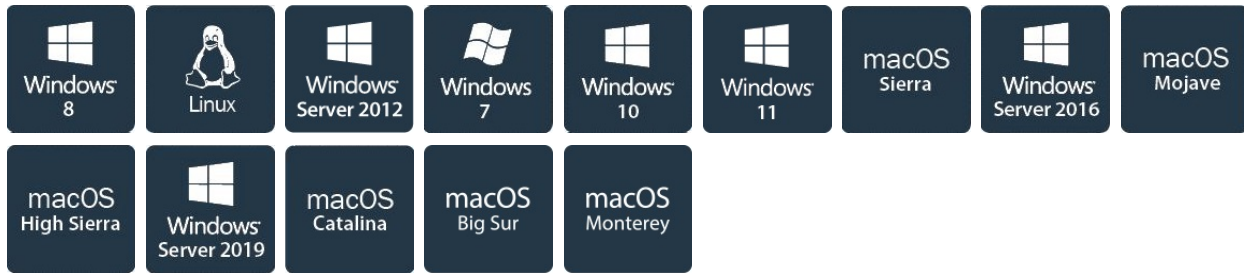 Windows
8
Linux
Windows
Server 2012
Windows
7
Windows
10
Windows
11
macOS
Sierra
Windows
Server 2016
macOS
Mojave
macOS
High Sierra
Windows
Server 2019
macOS
Catalina
macOS
Big Sur
macOS
Monterey